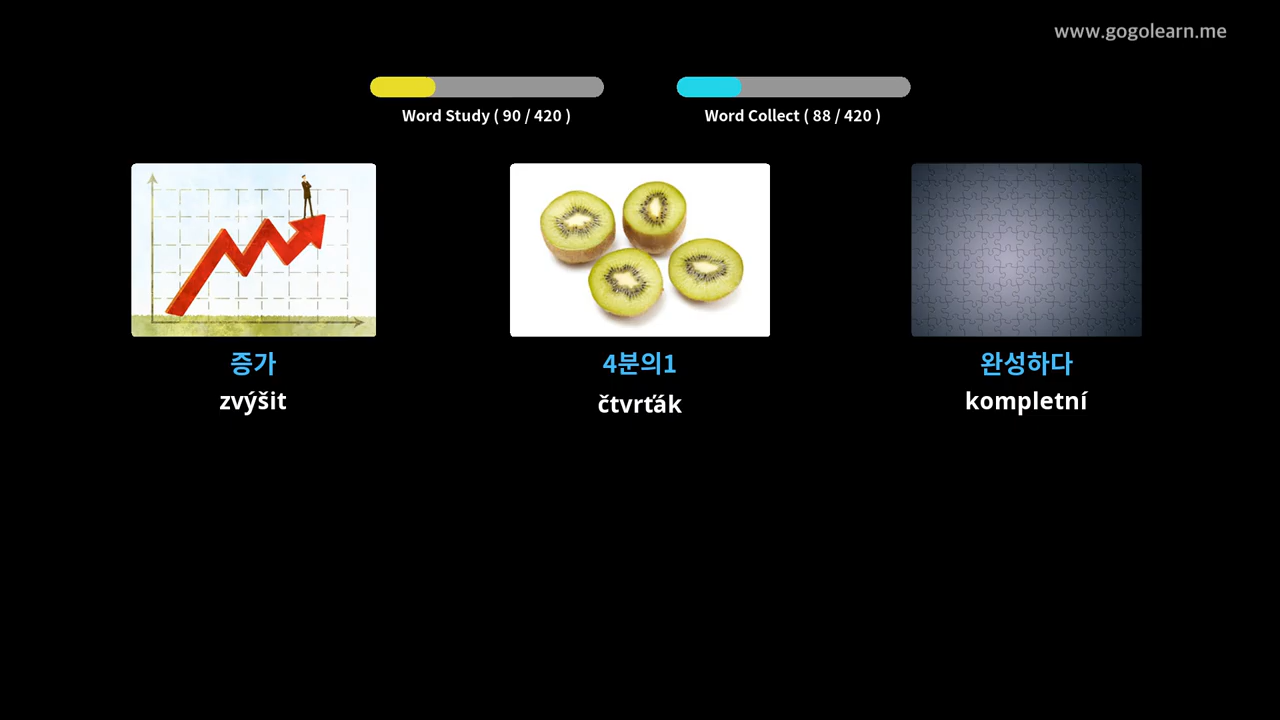 www.gogolearn.me
Word Study ( 90 / 420 )
Word Collect ( 88 / 420 )
증가
4분의1
완성하다
zvýšit
čtvrťák
kompletní